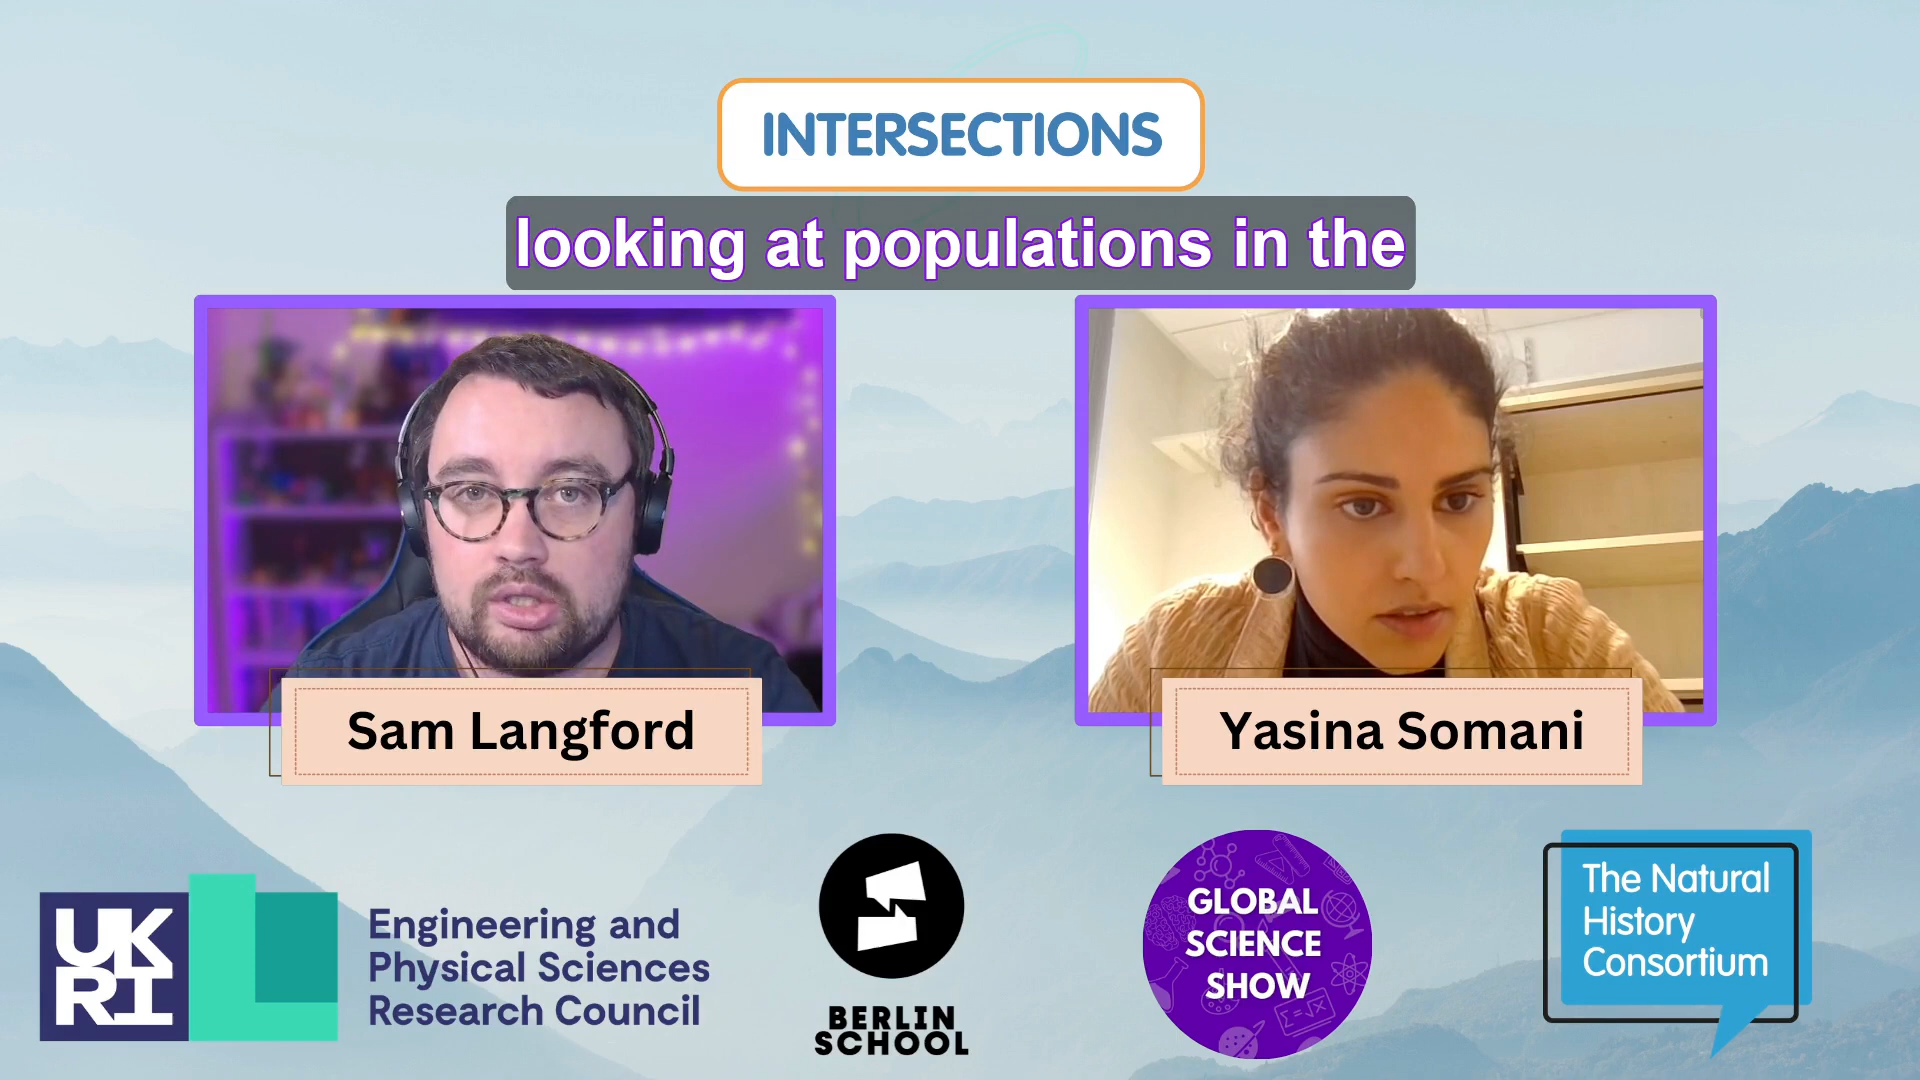 INTERSECTIONS
looking at populations in the
Sam Langford
Yasina Somani
UK
RI
Engineering and
Physical Sciences
Research Council
BERLIN
SCHOOL
GLOBAL
SCIENCE
SHOW
The Natural
History
Consortium